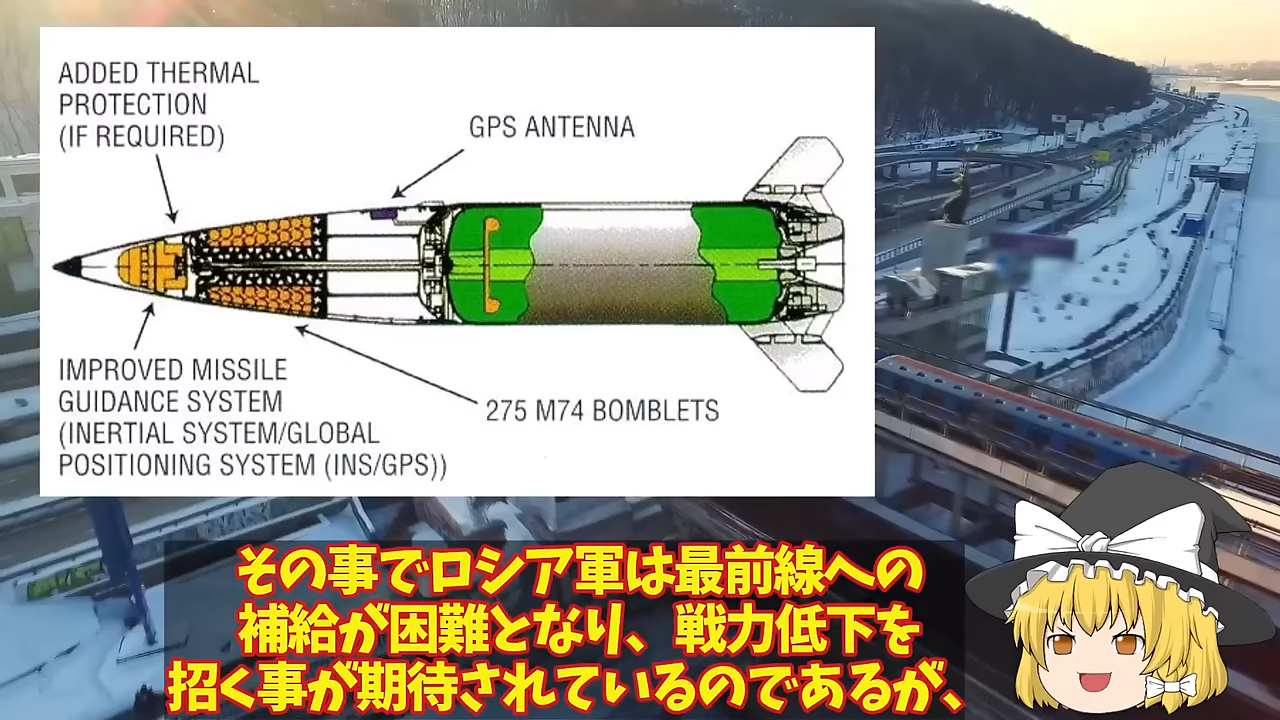 ADDED THERMAL
PROTECTION
(IF REQUIRED)
GPS ANTENNA
IMPROVED MISSILE
GUIDANCE SYSTEM
(INERTIAL SYSTEM/GLOBAL
POSITIONING SYSTEM (INS/GPS))
275 M74 BOMBLETS
その事でロシア軍は最前線への
補給が困難となり、戦力低下を
招く事が期待されているのであるが、